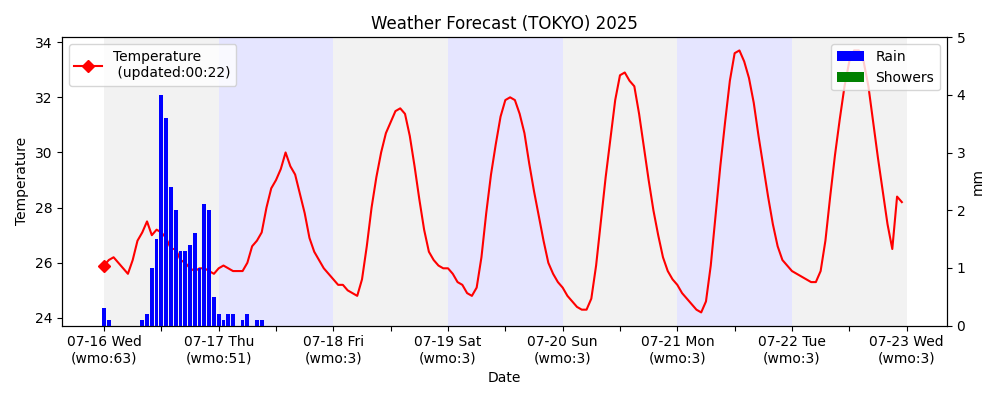 Weather Forecast (TOKYO) 2025
Temperature
(updated:00:22)
Rain
Showers
34
32
30
28
26
24
Temperature
5
4
3
2
1
0
mm
07-16 Wed
(wmo:63)
07-17 Thu
(wmo:51)
07-18 Fri
(wmo:3)
07-19 Sat
(wmo:3)
07-20 Sun
(wmo:3)
07-21 Mon
(wmo:3)
07-22 Tue
(wmo:3)
07-23 Wed
(wmo:3)
Date